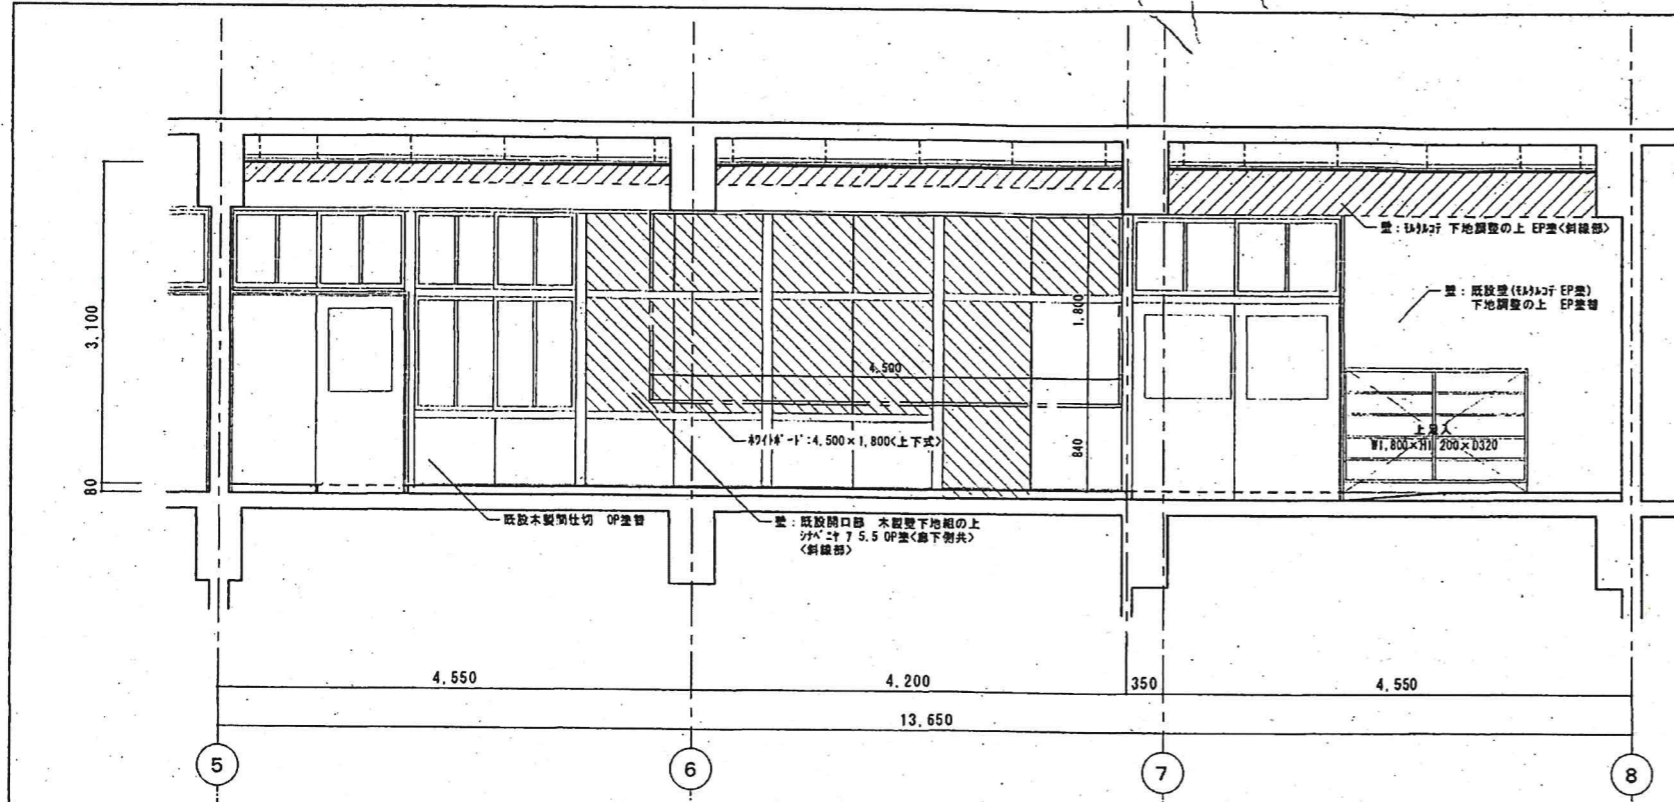 壁：モルタルコテ 下地調整の上 EP塗<斜線部>
壁：既設壁(モルタルコテ EP塗)
下地調整の上 EP塗替
3,100
1,800
4,500
上足入
W1,800×H1,200×D320
ホワイトボード:4,500×1,800<上下式>
840
80
既設木製間仕切 OP塗替
壁：既設開口部 木製壁下地組の上
シナベニヤ ア 5.5 OP塗<廊下側共>
<斜線部>
4,550
4,200
350
4,550
13,650
5
6
7
8